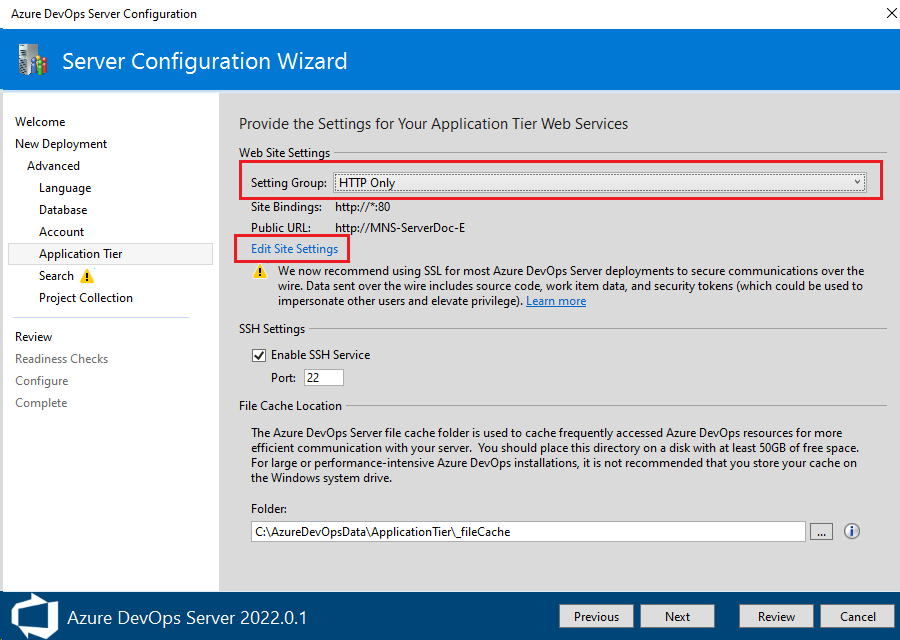 Azure DevOps Server Configuration
Server Configuration Wizard
Welcome
New Deployment
Advanced
Language
Database
Account
Application Tier
Search
Project Collection
Review
Readiness Checks
Configure
Complete
Provide the Settings for Your Application Tier Web Services
Web Site Settings
Setting Group: HTTP Only
Site Bindings: http://*:80
Public URL: http://MNS-ServerDoc-E
Edit Site Settings
We now recommend using SSL for most Azure DevOps Server deployments to secure communications over the
wire. Data sent over the wire includes source code, work item data, and security tokens (which could be used to
impersonate other users and elevate privilege). Learn more
SSH Settings
Enable SSH Service
Port: 22
File Cache Location
The Azure DevOps Server file cache folder is used to cache frequently accessed Azure DevOps resources for more
efficient communication with your server. You should place this directory on a disk with at least 50GB of free space.
For large or performance-intensive Azure DevOps installations, it is not recommended that you store your cache on
the Windows system drive.
Folder:
C:\AzureDevOpsData\ApplicationTier\_fileCache
...
Azure DevOps Server 2022.0.1
Previous
Next
Review
Cancel